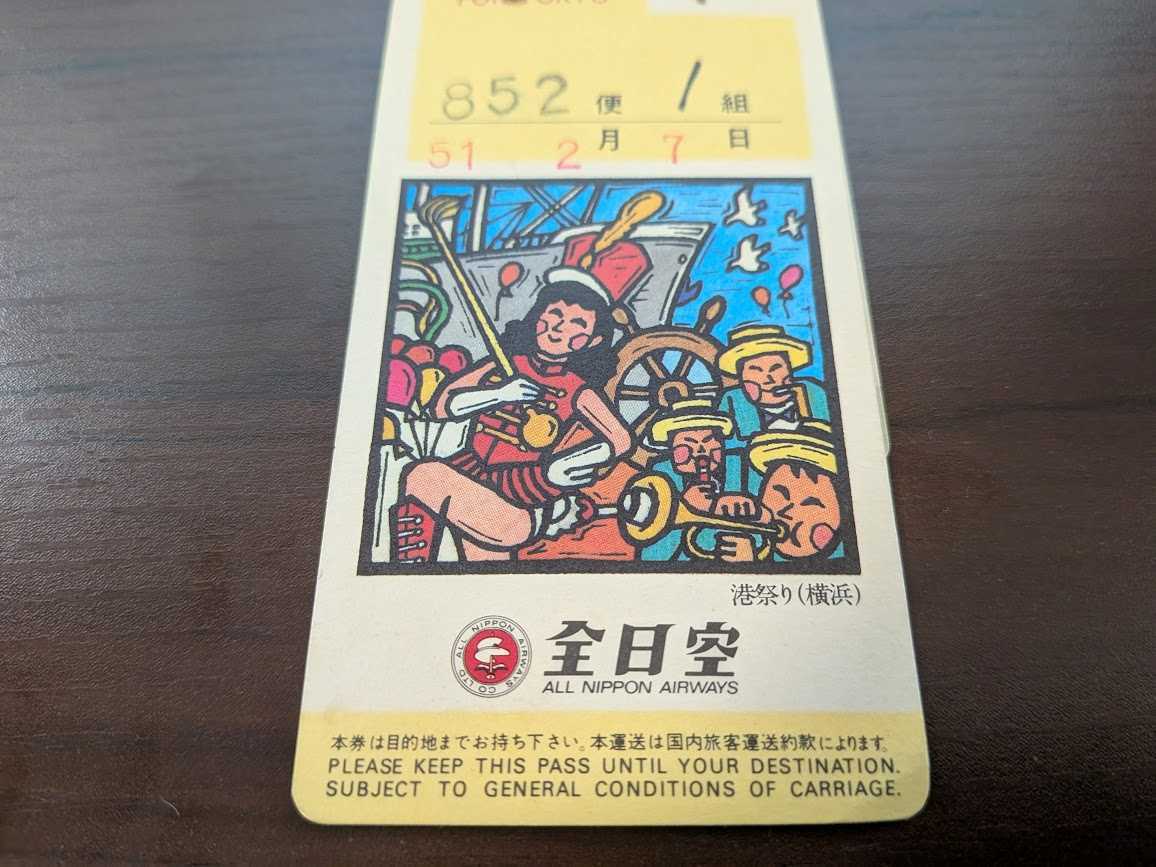 852便 1組
51 2月 7日
港祭り(横浜)
ALL NIPPON AIRWAYS CO LTD
全日空
ALL NIPPON AIRWAYS
本券は目的地までお持ち下さい。本運送は国内旅客運送約款によります。
PLEASE KEEP THIS PASS UNTIL YOUR DESTINATION.
SUBJECT TO GENERAL CONDITIONS OF CARRIAGE.